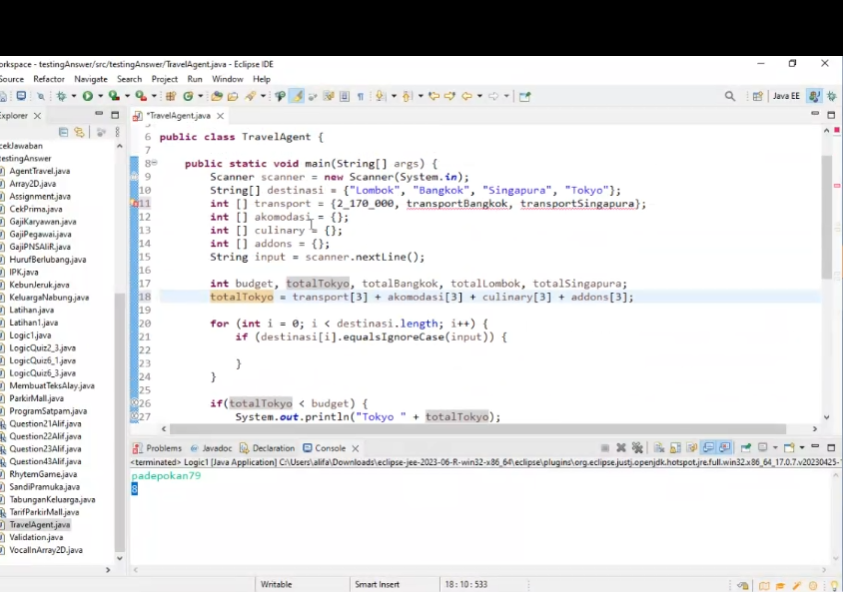 orkspace - testingAnswer/src/testingAnswer/TravelAgent.java - Eclipse IDE
Source Refactor Navigate Search Project Run Window Help
Java EE
xplorer
*TravelAgent.java
cekJawaban
estingAnswer
AgentTravel.java
Array2D.java
Assignment.java
CekPrima.java
GajiKaryawan.java
GajiPegawai.java
GajiPNSAliR.java
HurufBerlubang.java
IPK.java
KebunJeruk.java
KeluargaNabung.java
Latihan.java
Latihan1.java
Logic1.java
LogicQuiz2_3.java
LogicQuiz6_1.java
LogicQuiz6_3.java
MembuatTeksAlay.java
ParkirMall.java
ProgramSatpam.java
Question21Alif.java
Question22Alif.java
Question23Alif.java
Question43Alif.java
RhytemGame.java
SandiPramuka.java
TabunganKeluarga.java
TarifParkirMall.java
TravelAgent.java
Validation.java
VocalInArray2D.java
6 public class TravelAgent {
7
8 public static void main(String[] args) {
9 Scanner scanner = new Scanner(System.in);
10 String[] destinasi = {"Lombok", "Bangkok", "Singapura", "Tokyo"};
11 int [] transport = {2_170_000, transportBangkok, transportSingapura};
12 int [] akomodasi = {};
13 int [] culinary = {};
14 int [] addons = {};
15 String input = scanner.nextLine();
16
17 int budget, totalTokyo, totalBangkok, totalLombok, totalSingapura;
18 totalTokyo = transport[3] + akomodasi[3] + culinary[3] + addons[3];
19
20 for (int i = 0; i < destinasi.length; i++) {
21 if (destinasi[i].equalsIgnoreCase(input)) {
22
23 }
24 }
25
26 if(totalTokyo < budget) {
27 System.out.println("Tokyo " + totalTokyo);
Problems Javadoc Declaration Console
<terminated> Logic1 [Java Application] C:\Users\alifa\Downloads\eclipse-jee-2023-06-R-win32-x86_64\eclipse\plugins\org.eclipse.justj.openjdk.hotspot.jre.full.win32.x86_64_17.0.7.v20230425-
padepokan79
8
Writable Smart Insert 18 : 10 : 533